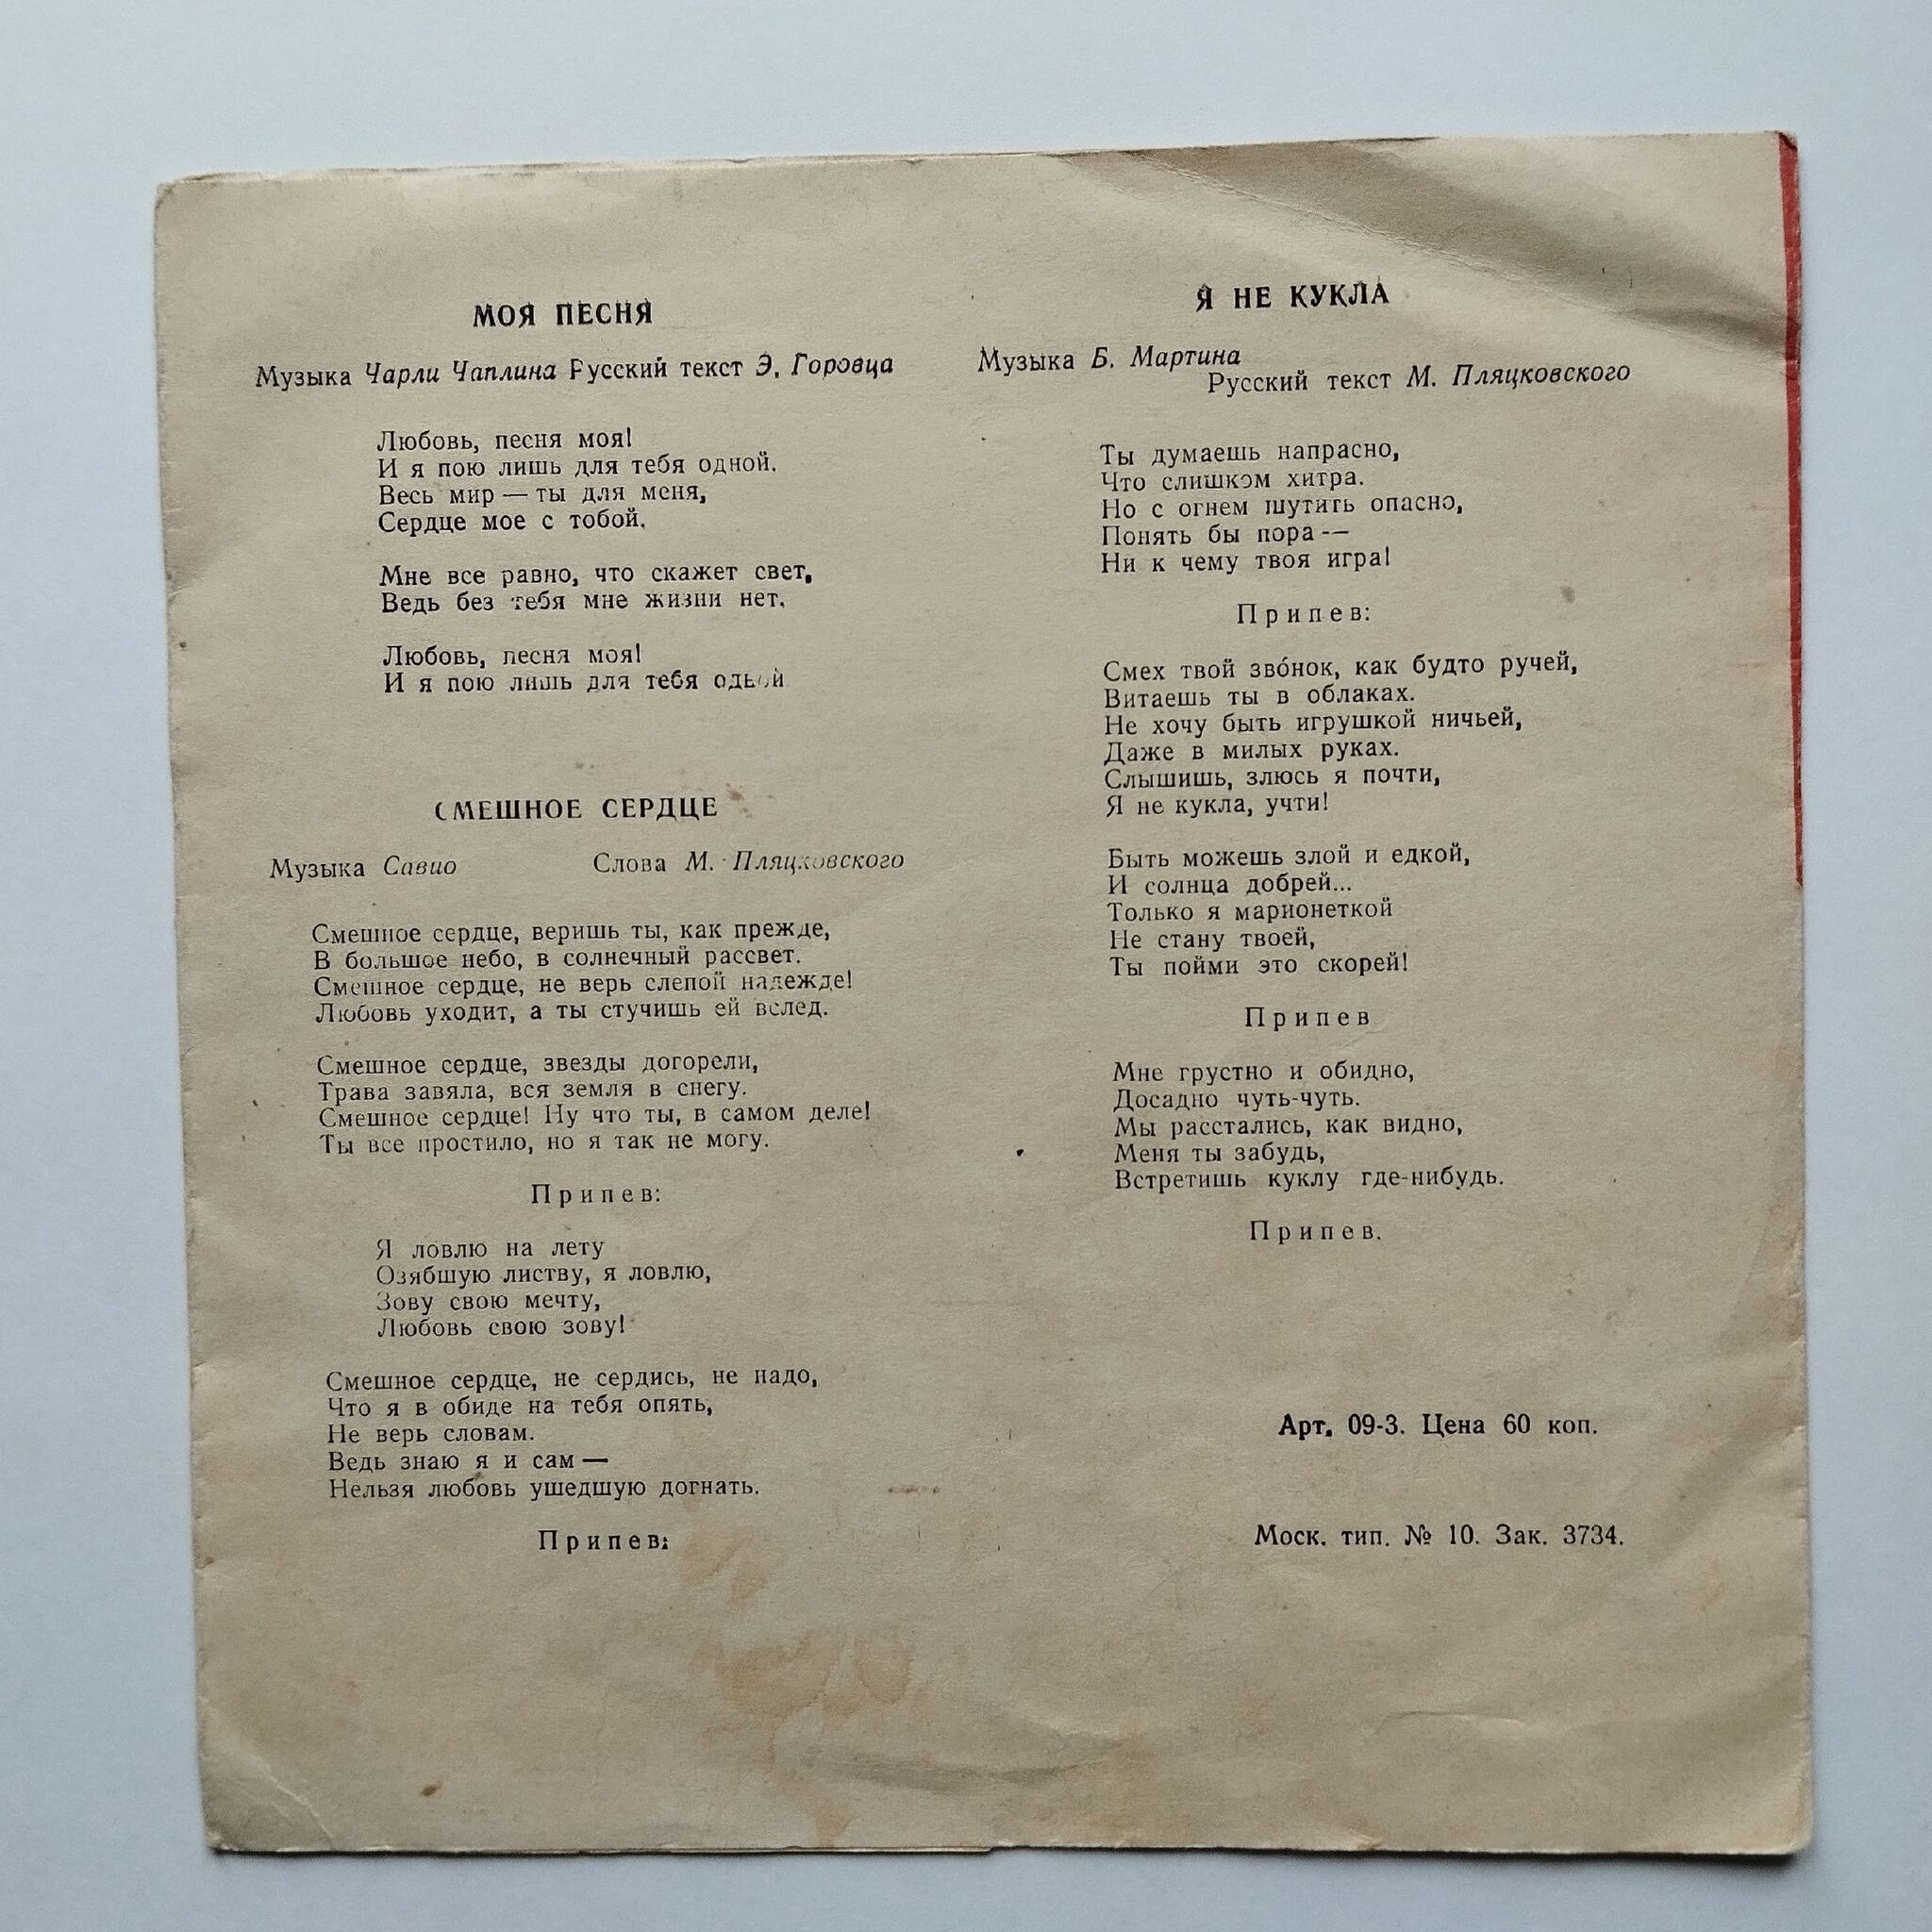 МОЯ ПЕСНЯ
Музыка Чарли Чаплина Русский текст Э. Горовца
Любовь, песня моя!
И я пою лишь для тебя одной.
Весь мир — ты для меня,
Сердце мое с тобой.
Мне все равно, что скажет свет,
Ведь без тебя мне жизни нет.
Любовь, песня моя!
И я пою лишь для тебя одной
СМЕШНОЕ СЕРДЦЕ
Музыка Савио Слова М. Пляцковского
Смешное сердце, веришь ты, как прежде,
В большое небо, в солнечный рассвет.
Смешное сердце, не верь слепой надежде!
Любовь уходит, а ты стучишь ей вслед.
Смешное сердце, звезды догорели,
Трава завяла, вся земля в снегу.
Смешное сердце! Ну что ты, в самом деле!
Ты все простило, но я так не могу.
Припев:
Я ловлю на лету
Озябшую листву, я ловлю,
Зову свою мечту,
Любовь свою зову!
Смешное сердце, не сердись, не надо,
Что я в обиде на тебя опять,
Не верь словам.
Ведь знаю я и сам —
Нельзя любовь ушедшую догнать.
Припев:
Я НЕ КУКЛА
Музыка Б. Мартина
Русский текст М. Пляцковского
Ты думаешь напрасно,
Что слишком хитра.
Но с огнем шутить опасно,
Понять бы пора —
Ни к чему твоя игра!
Припев:
Смех твой зво́нок, как будто ручей,
Витаешь ты в облаках.
Не хочу быть игрушкой ничьей,
Даже в милых руках.
Слышишь, злюсь я почти,
Я не кукла, учти!
Быть можешь злой и едкой,
И солнца добрей...
Только я марионеткой
Не стану твоей,
Ты пойми это скорей!
Припев
Мне грустно и обидно,
Досадно чуть-чуть.
Мы расстались, как видно,
Меня ты забудь,
Встретишь куклу где-нибудь.
Припев.
Арт. 09-3. Цена 60 коп.
Моск. тип. № 10. Зак. 3734.